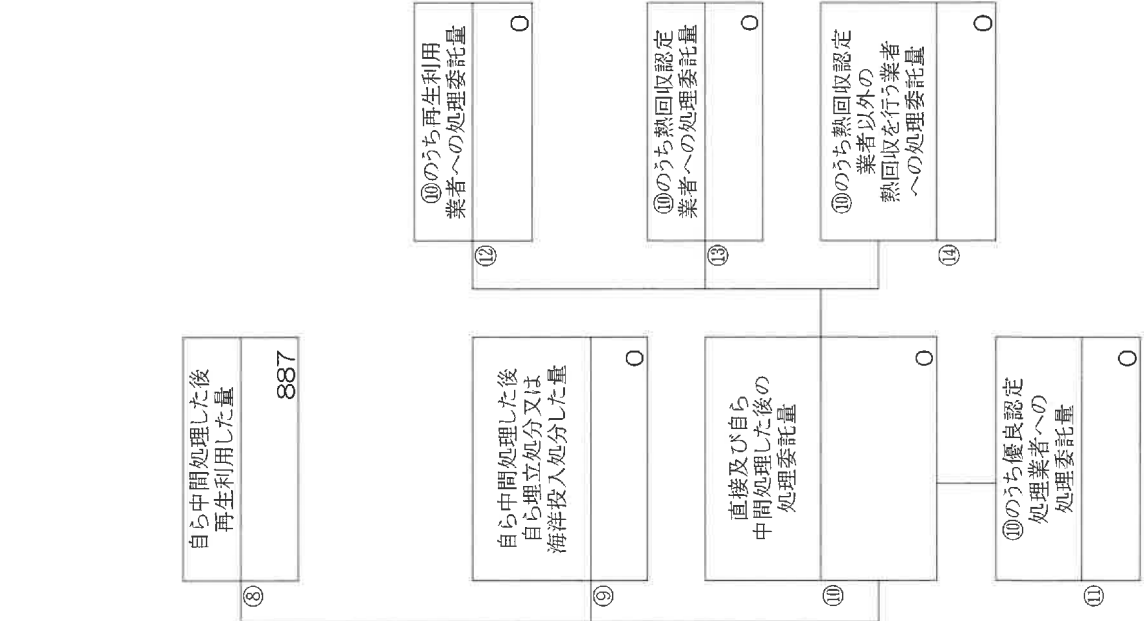 ⑧
自ら中間処理した後
再生利用した量
887
⑨
自ら中間処理した後
自ら埋立処分又は
海洋投入処分した量
0
⑩
直接及び自ら
中間処理した後の
処理委託量
0
⑪
⑩のうち優良認定
処理業者への
処理委託量
0
⑫
⑩のうち再生利用
業者への処理委託量
0
⑬
⑩のうち熱回収認定
業者への処理委託量
0
⑭
⑩のうち熱回収認定
業者以外の
熱回収を行う業者
への処理委託量
0